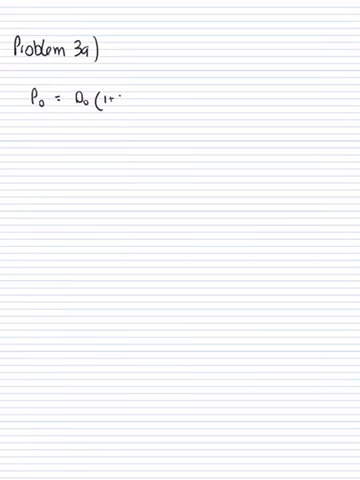 Problem 3a)
P₀ = D₀ (1+